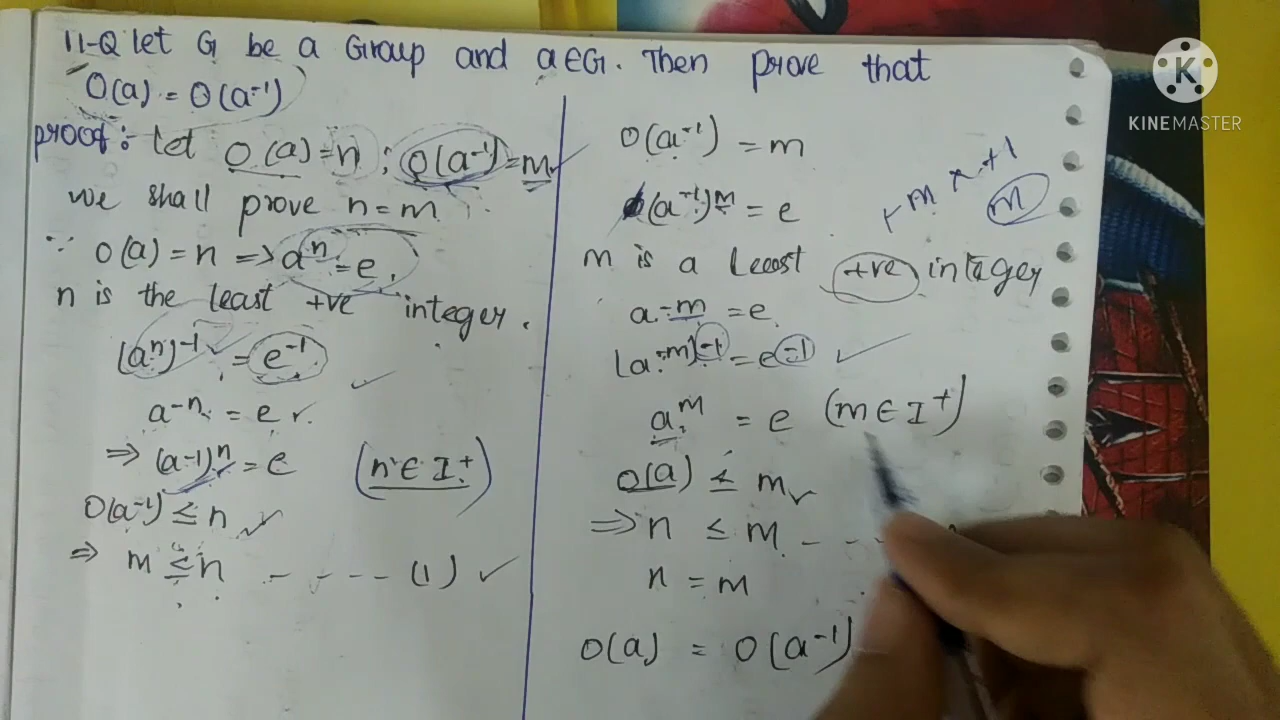 11-Q let G be a Group and a∈G. Then prove that
O(a) = O(a⁻¹)
proof:- let O(a)=n ; O(a⁻¹)=m
we shall prove n=m
∵ O(a) = n ⇒ aⁿ=e.
n is the least +ve integer.
(aⁿ)⁻¹ = e⁻¹
a⁻ⁿ = e
⇒ (a⁻¹)ⁿ = e (n ∈ I⁺)
O(a⁻¹) ≤ n
⇒ m ≤ n - - - - (1)
O(a⁻¹) = m
(a⁻¹)ᵐ = e
m is a least +ve integer
a⁻ᵐ = e
(a⁻ᵐ)⁻¹ = e⁻¹
aᵐ = e (m ∈ I⁺)
O(a) ≤ m
⇒ n ≤ m - - -
n = m
O(a) = O(a⁻¹)
m
K
KINEMASTER